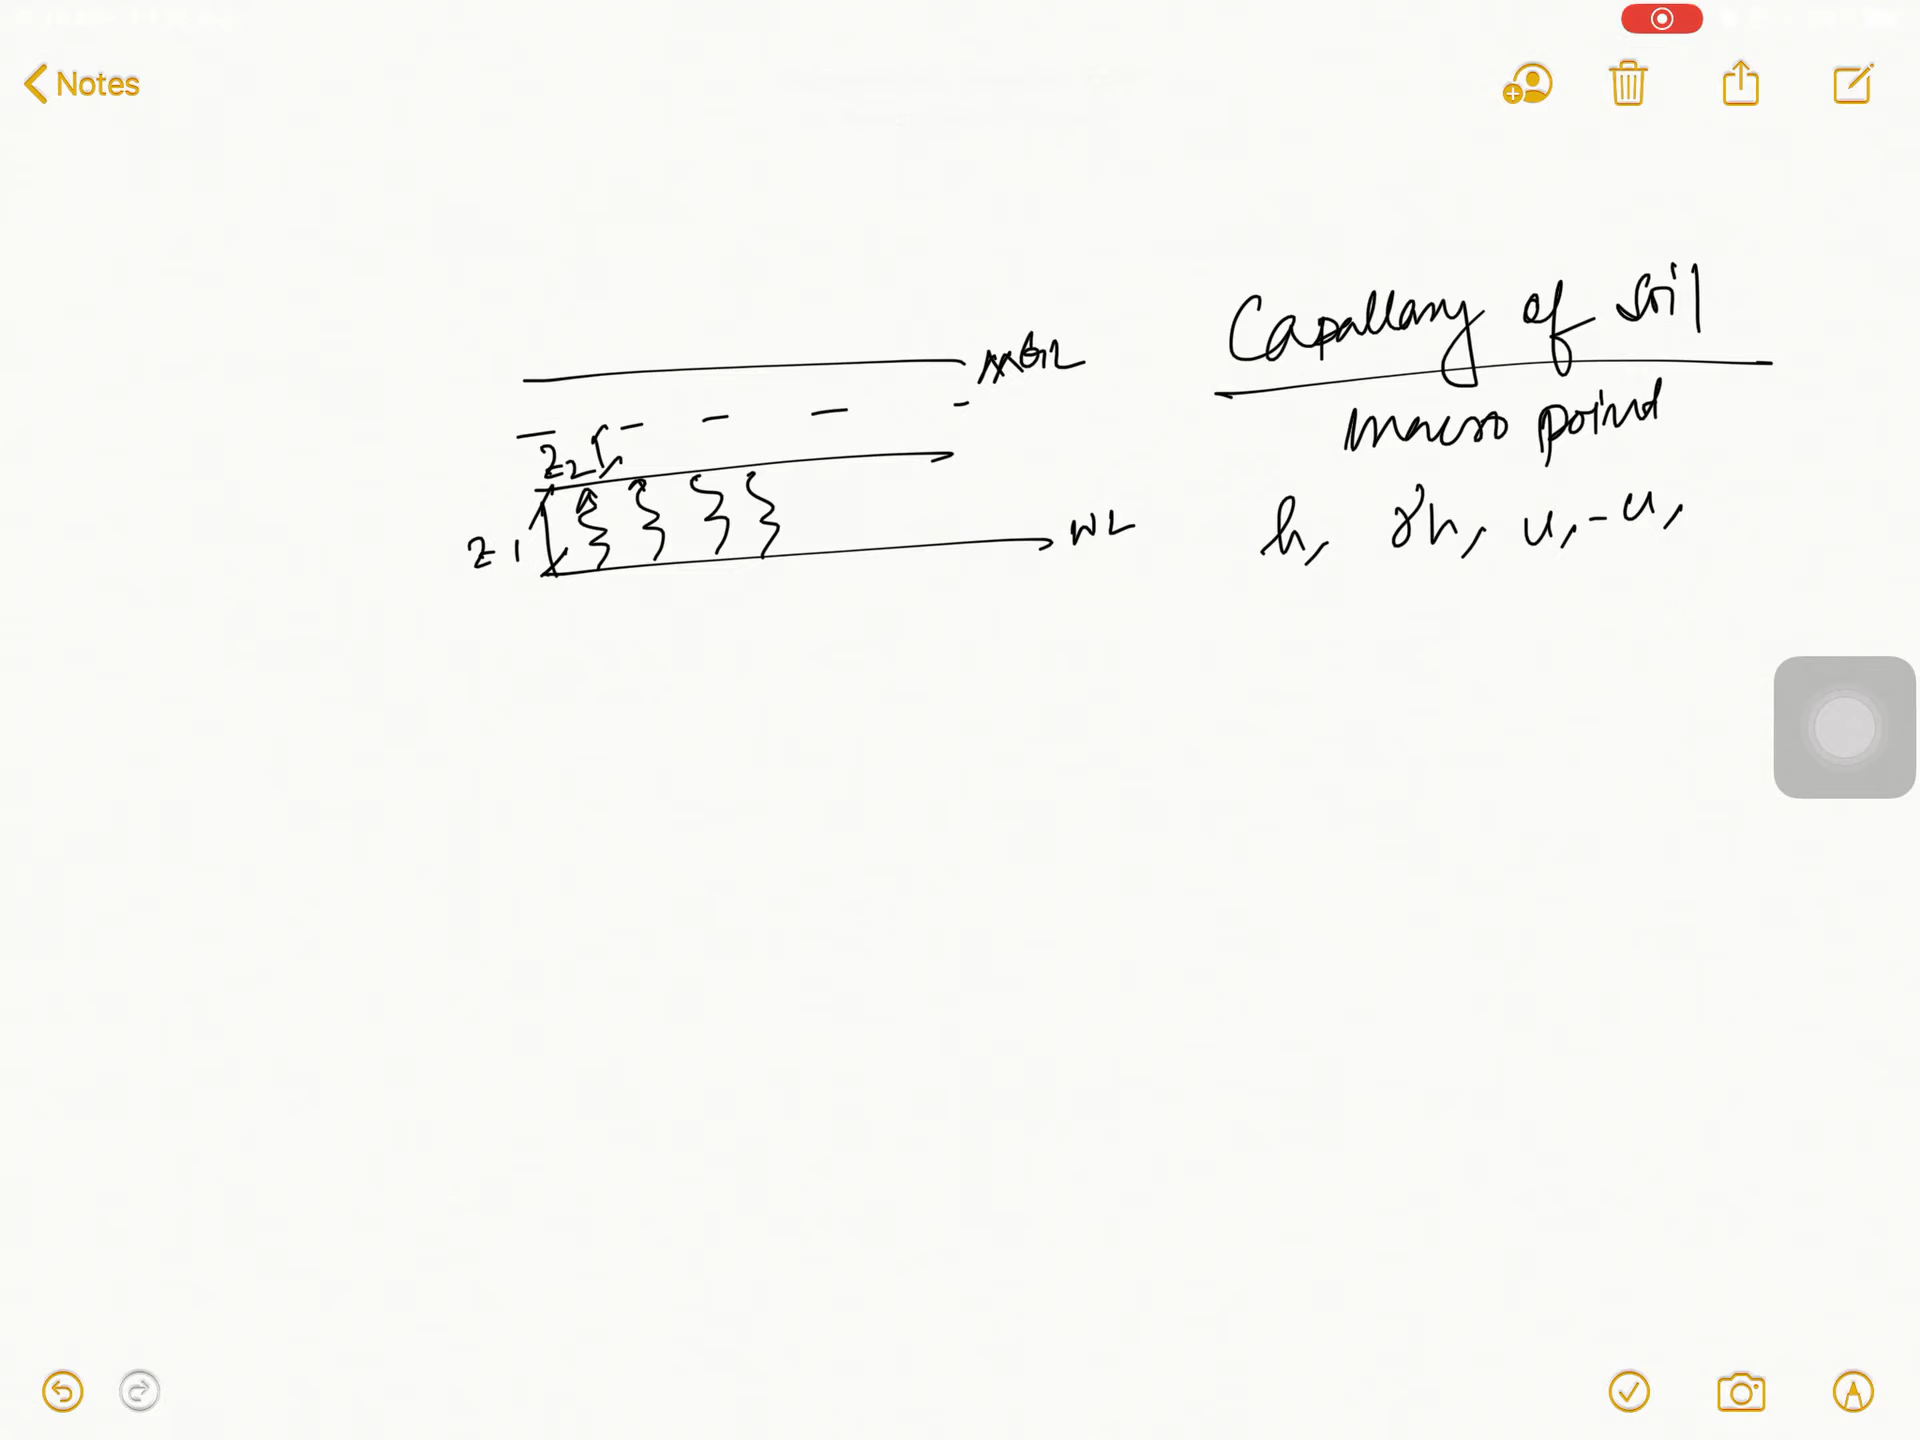 Notes
Capallary of soil
macro point
h, γh, u, -u,
Z2
Z1
WL